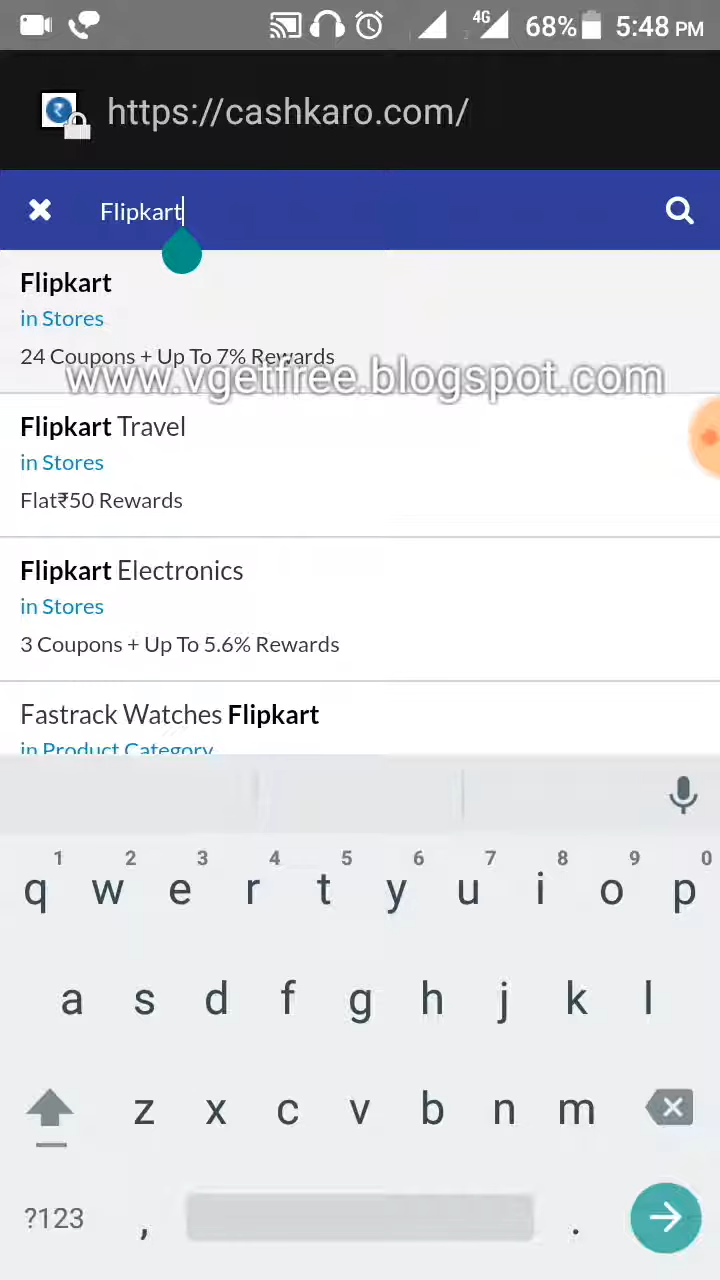 4G 68% 5:48 PM
https://cashkaro.com/
Flipkart
Flipkart
in Stores
24 Coupons + Up To 7% Rewards
www.vgetfree.blogspot.com
Flipkart Travel
in Stores
Flat₹50 Rewards
Flipkart Electronics
in Stores
3 Coupons + Up To 5.6% Rewards
Fastrack Watches Flipkart
in Product Category
1 2 3 4 5 6 7 8 9 0
q w e r t y u i o p
a s d f g h j k l
z x c v b n m
?123 , .